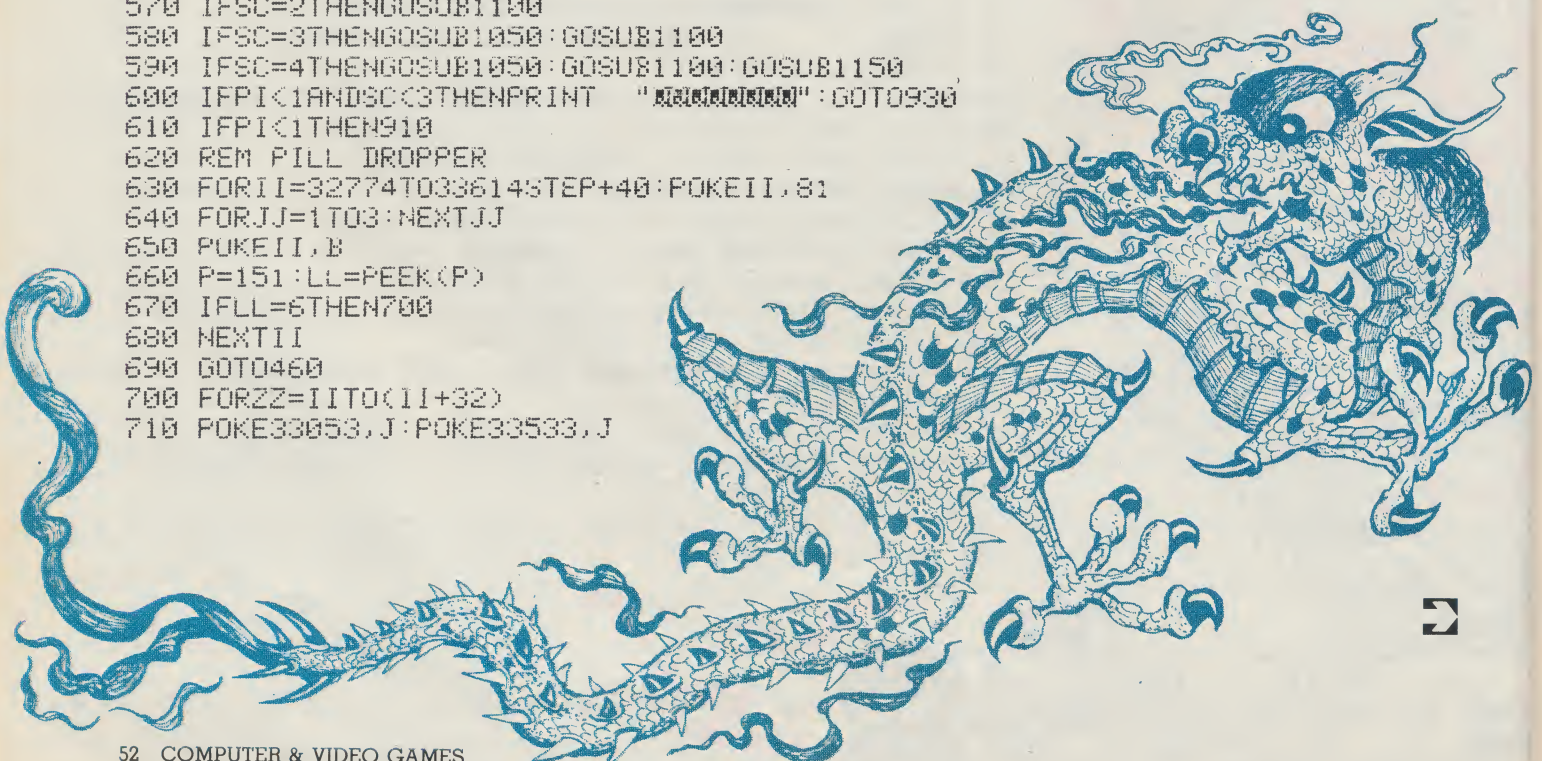 570 IFSC=2THENGOSUB1100
580 IFSC=3THENGOSUB1050:GOSUB1100
590 IFSC=4THENGOSUB1050:GOSUB1100:GOSUB1150
600 IFPI<1ANDSC<3THENPRINT "":GOTO930
610 IFPI<1THEN910
620 REM PILL DROPPER
630 FORII=32774TO33614STEP+40:POKEII,81
640 FORJJ=1TO3:NEXTJJ
650 POKEII,B
660 P=151:LL=PEEK(P)
670 IFLL=6THEN700
680 NEXTII
690 GOTO460
700 FORZZ=IITO(II+32)
710 POKE33053,J:POKE33533,J
52 COMPUTER & VIDEO GAMES